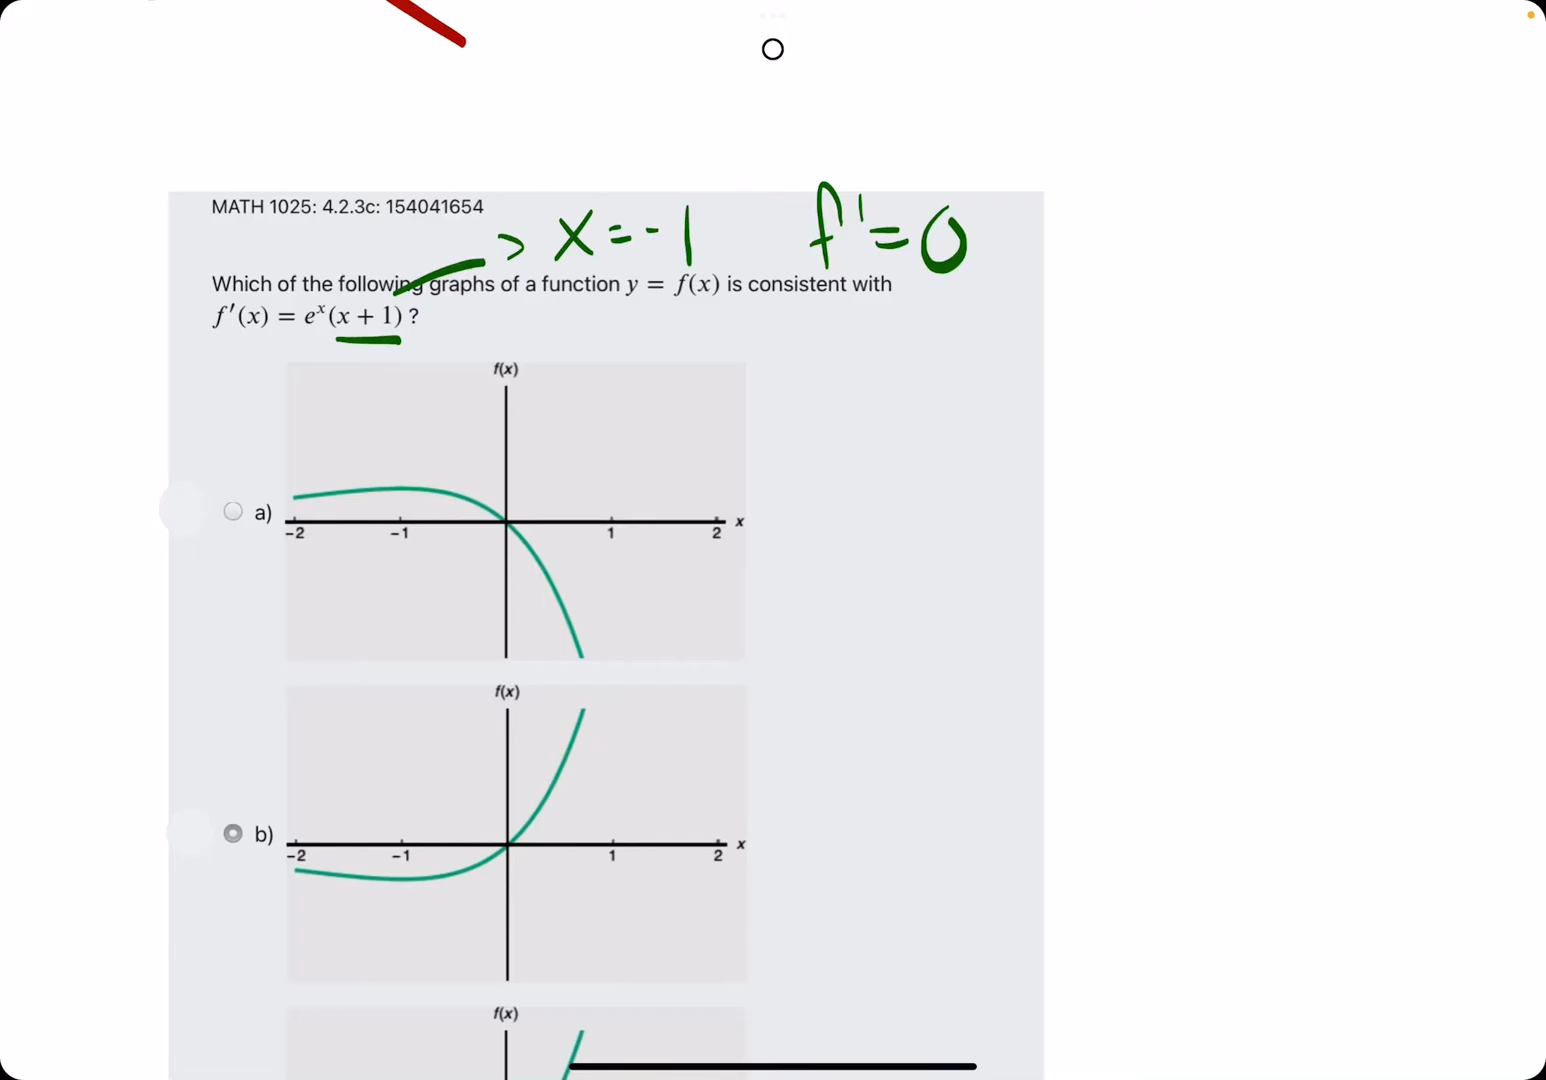 MATH 1025: 4.2.3c: 154041654
x = -1 f' = 0
Which of the following graphs of a function y = f(x) is consistent with
f′(x) = eˣ(x + 1) ?
f(x)
a)
-2 -1 1 2 x
f(x)
b)
-2 -1 1 2 x
f(x)